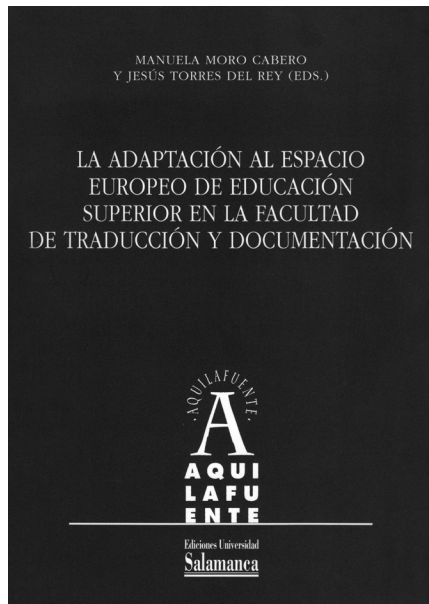 MANUELA MORO CABERO
Y JESÚS TORRES DEL REY (EDS.)
LA ADAPTACIÓN AL ESPACIO
EUROPEO DE EDUCACIÓN
SUPERIOR EN LA FACULTAD
DE TRADUCCIÓN Y DOCUMENTACIÓN
·AQUILAFUENTE·
A
AQUI
LAFU
ENTE
Ediciones Universidad
Salamanca